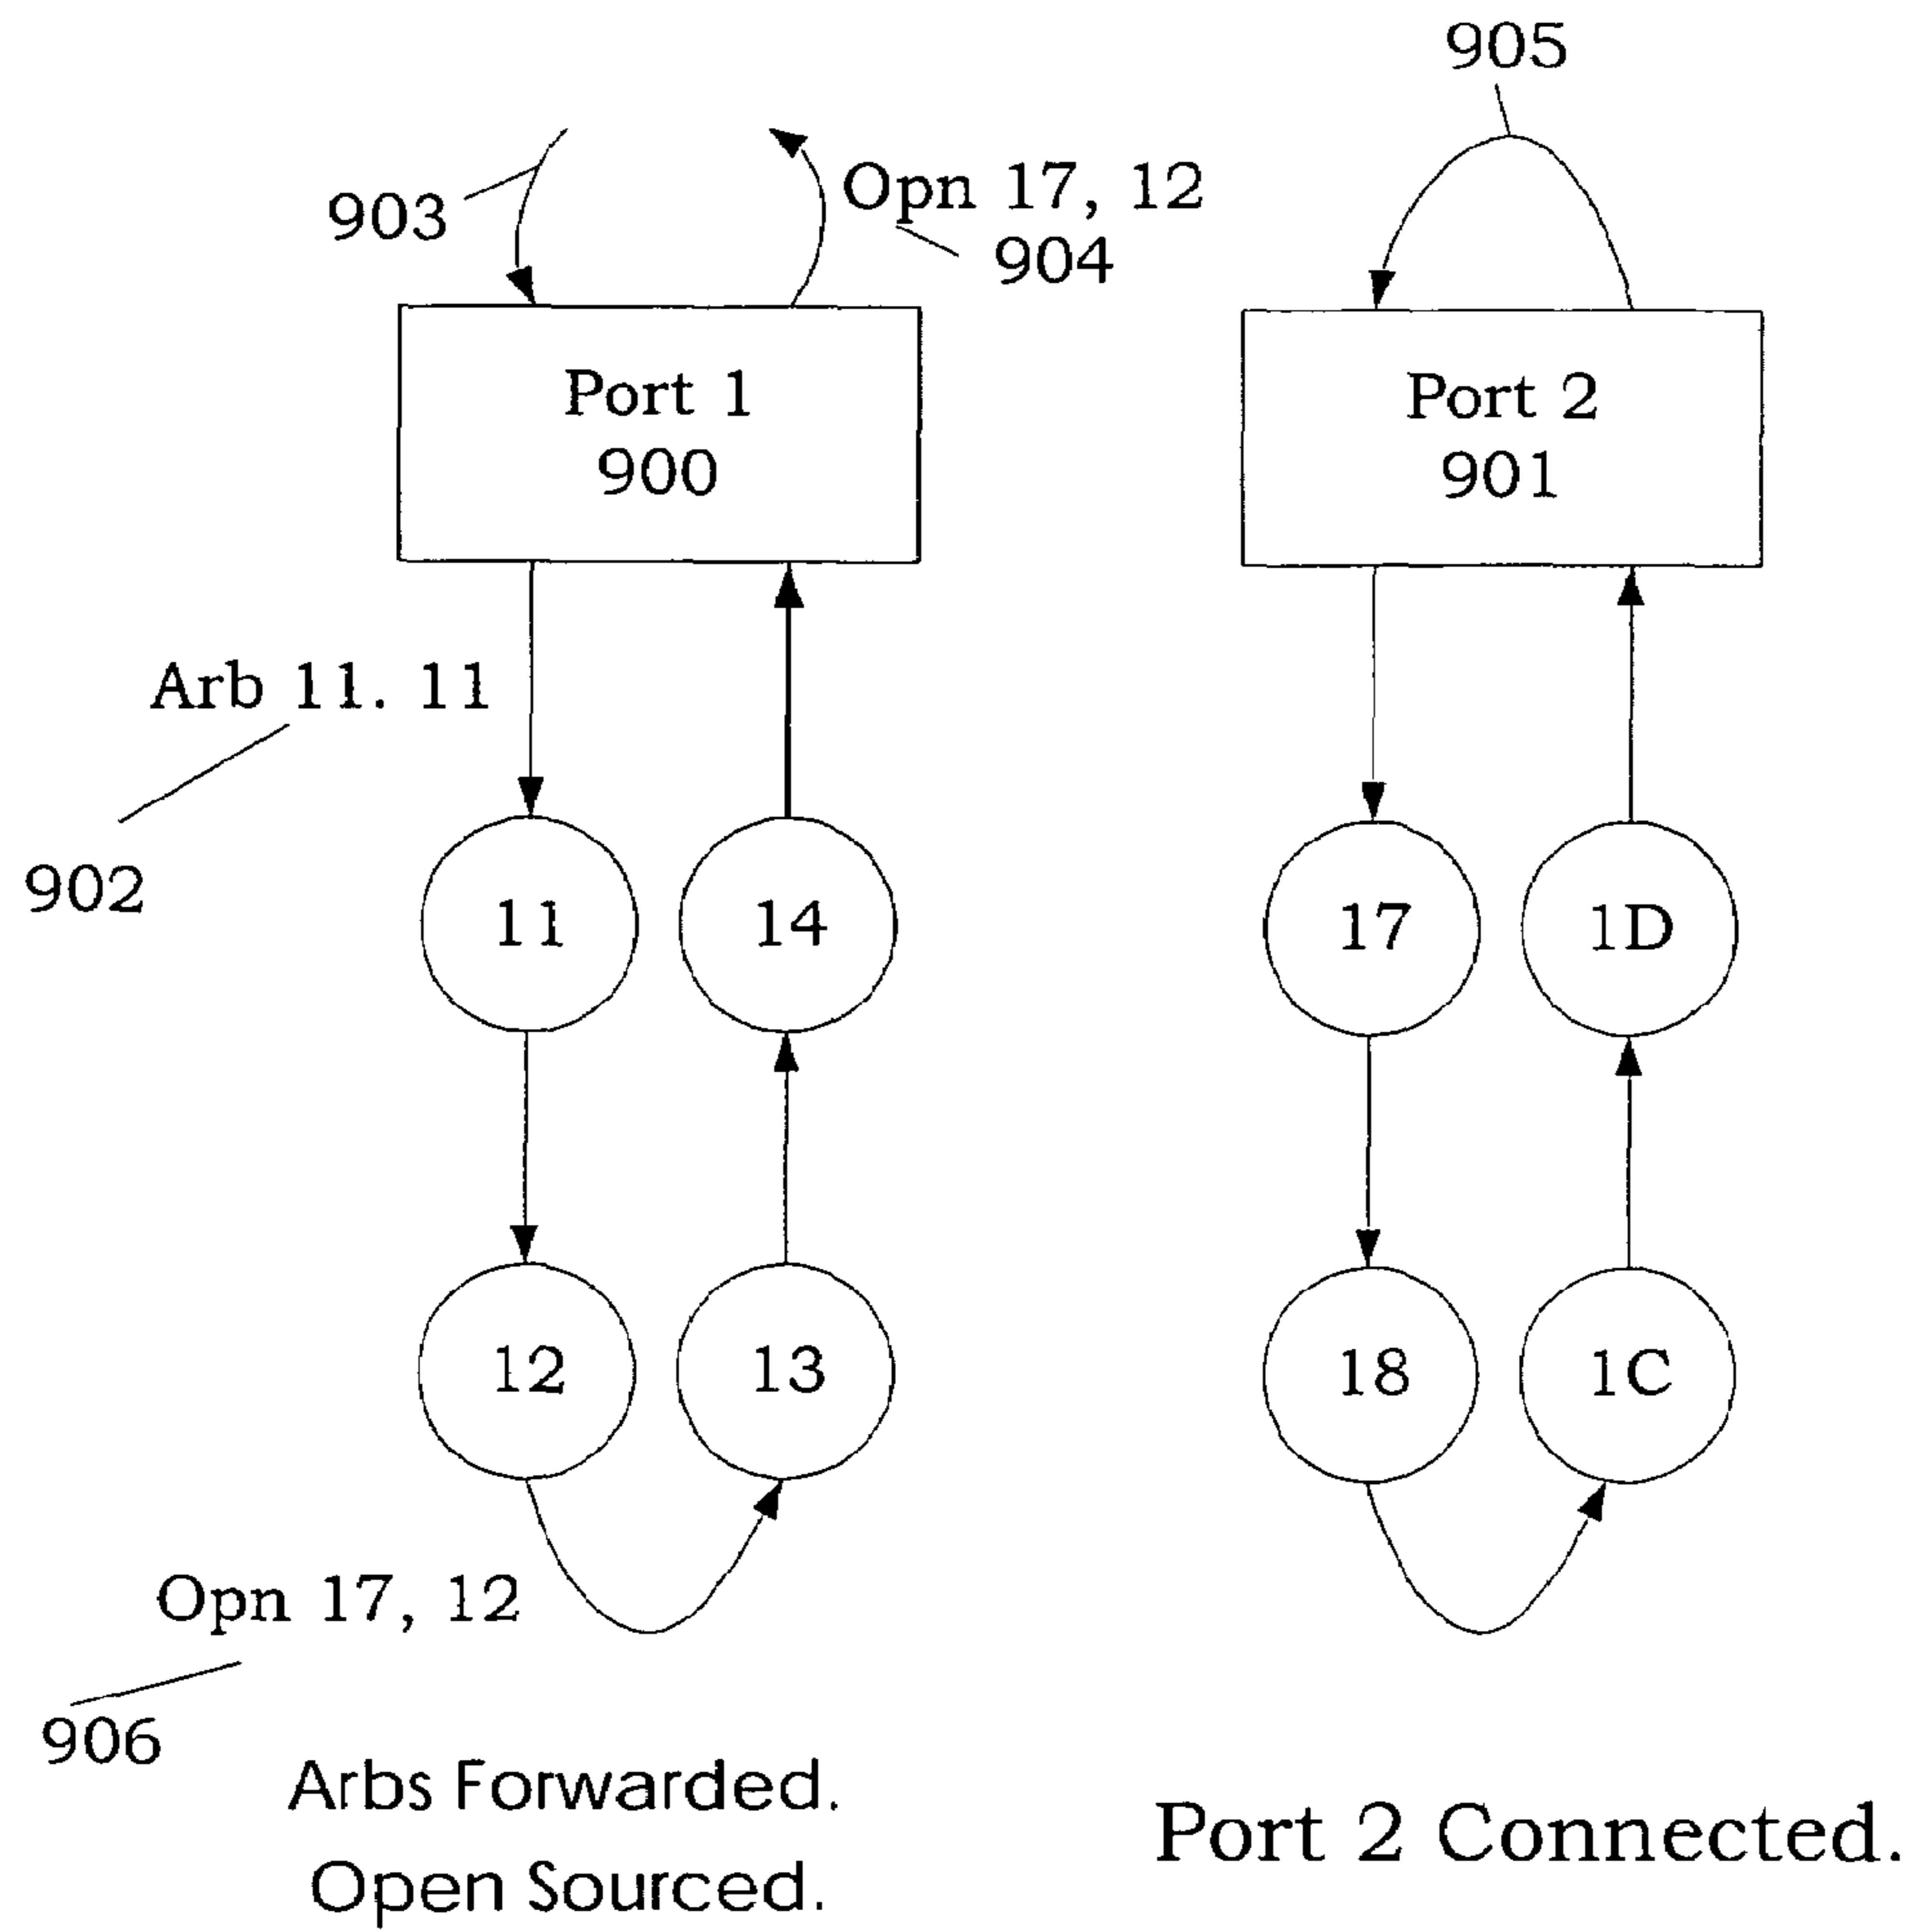 905
903
Opn 17, 12
904
Port 1
900
Port 2
901
Arb 11. 11
902
11
14
17
1D
12
13
18
1C
Opn 17, 12
906
Arbs Forwarded.
Open Sourced.
Port 2 Connected.